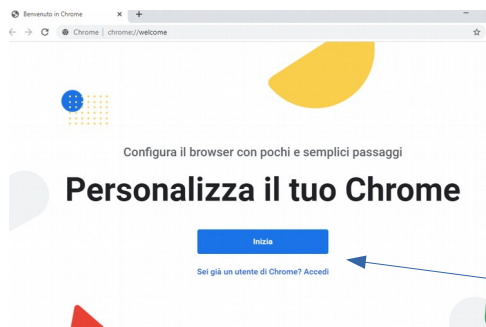 Benvenuto in Chrome
Chrome | chrome://welcome
Configura il browser con pochi e semplici passaggi
Personalizza il tuo Chrome
Inizia
Sei già un utente di Chrome? Accedi